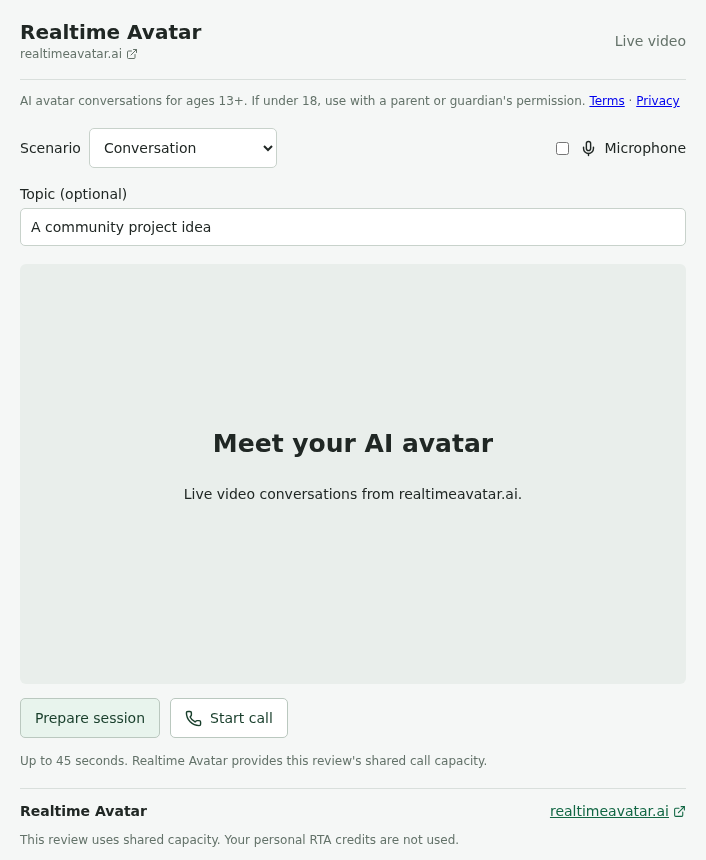 Realtime Avatar
realtimeavatar.ai
Live video
AI avatar conversations for ages 13+. If under 18, use with a parent or guardian's permission. Terms · Privacy
Scenario Conversation Microphone
Topic (optional)
A community project idea
Meet your AI avatar
Live video conversations from realtimeavatar.ai.
Prepare session Start call
Up to 45 seconds. Realtime Avatar provides this review's shared call capacity.
Realtime Avatar realtimeavatar.ai
This review uses shared capacity. Your personal RTA credits are not used.